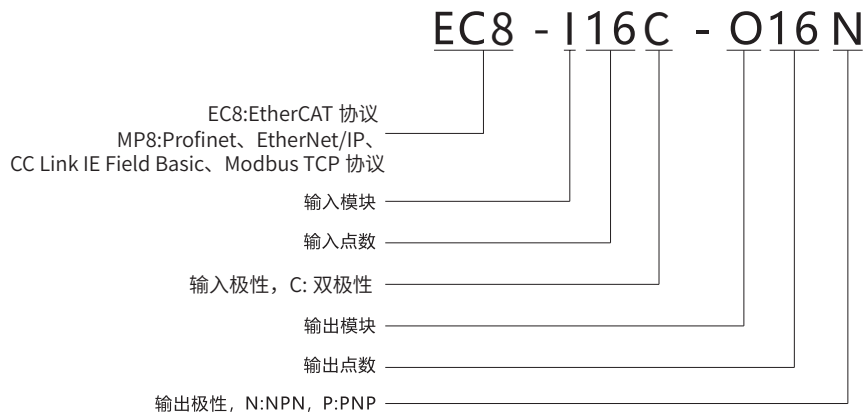 EC8 - I16C - O16N
EC8:EtherCAT 协议
MP8:Profinet、EtherNet/IP、
CC Link IE Field Basic、Modbus TCP 协议
输入模块
输入点数
输入极性，C: 双极性
输出模块
输出点数
输出极性，N:NPN，P:PNP